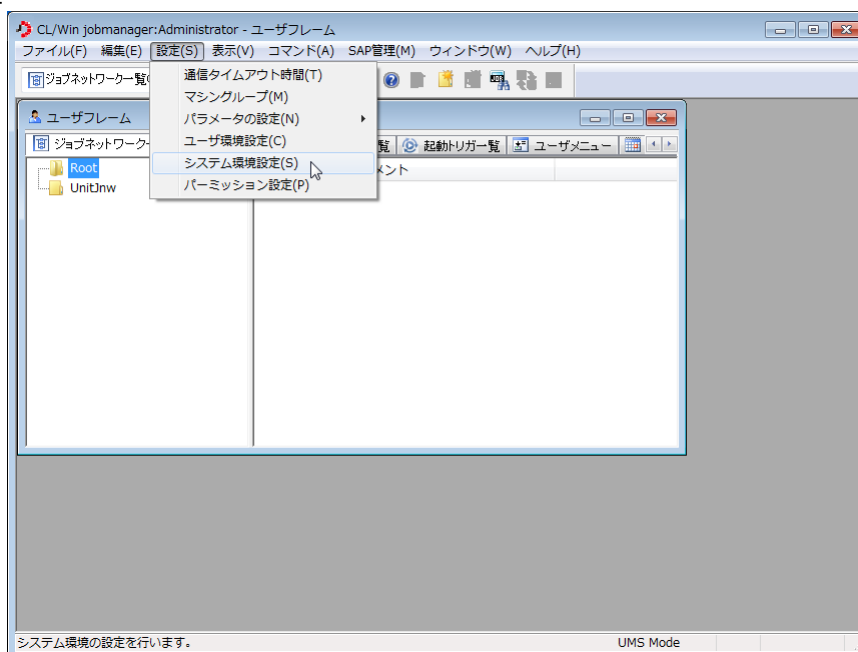 CL/Win jobmanager:Administrator - ユーザフレーム
ファイル(F) 編集(E) 設定(S) 表示(V) コマンド(A) SAP管理(M) ウィンドウ(W) ヘルプ(H)
ジョブネットワーク一覧
通信タイムアウト時間(T)
マシングループ(M)
パラメータの設定(N)
ユーザ環境設定(C)
システム環境設定(S)
パーミッション設定(P)
ユーザフレーム
ジョブネットワーク 覧 起動トリガー一覧 ユーザメニュー
Root メント
UnitJnw
システム環境の設定を行います。 UMS Mode